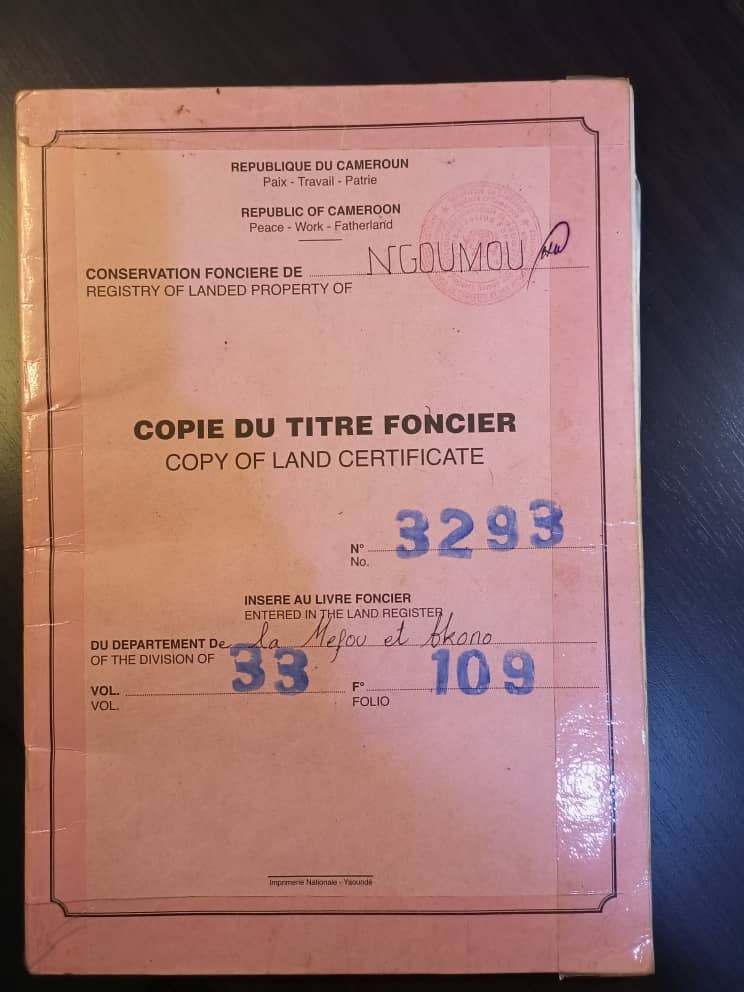 REPUBLIQUE DU CAMEROUN
Paix - Travail - Patrie
REPUBLIC OF CAMEROON
Peace - Work - Fatherland
CONSERVATION FONCIERE DE NGOUMOU
REGISTRY OF LANDED PROPERTY OF
COPIE DU TITRE FONCIER
COPY OF LAND CERTIFICATE
N° 3293
No.
INSERE AU LIVRE FONCIER
ENTERED IN THE LAND REGISTER
DU DEPARTEMENT De la Mefou et Akono
OF THE DIVISION OF
VOL. 33 F° 109
VOL. FOLIO
Imprimerie Nationale - Yaoundé